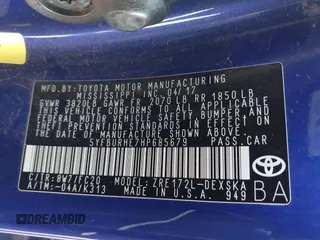 MFD.BY:TOYOTA MOTOR MANUFACTURING
MISSISSIPPI, INC. 04/17
GVWR 3820LB GAWR FR 2070 LB RR 1850 LB
THIS VEHICLE CONFORMS TO ALL APPLICABLE
FEDERAL MOTOR VEHICLE SAFETY, BUMPER,
AND THEFT PREVENTION STANDARDS IN EFFECT
ON THE DATE OF MANUFACTURE SHOWN ABOVE.
5YFBURHE7HP685679 PASS.CAR
C/TR: 8W7/FC20 MODEL: ZRE172L-DEXSKA
A/TM: -04A/K313 MADE IN U.S.A. 949
TOYOTA
BA
DREAMBID